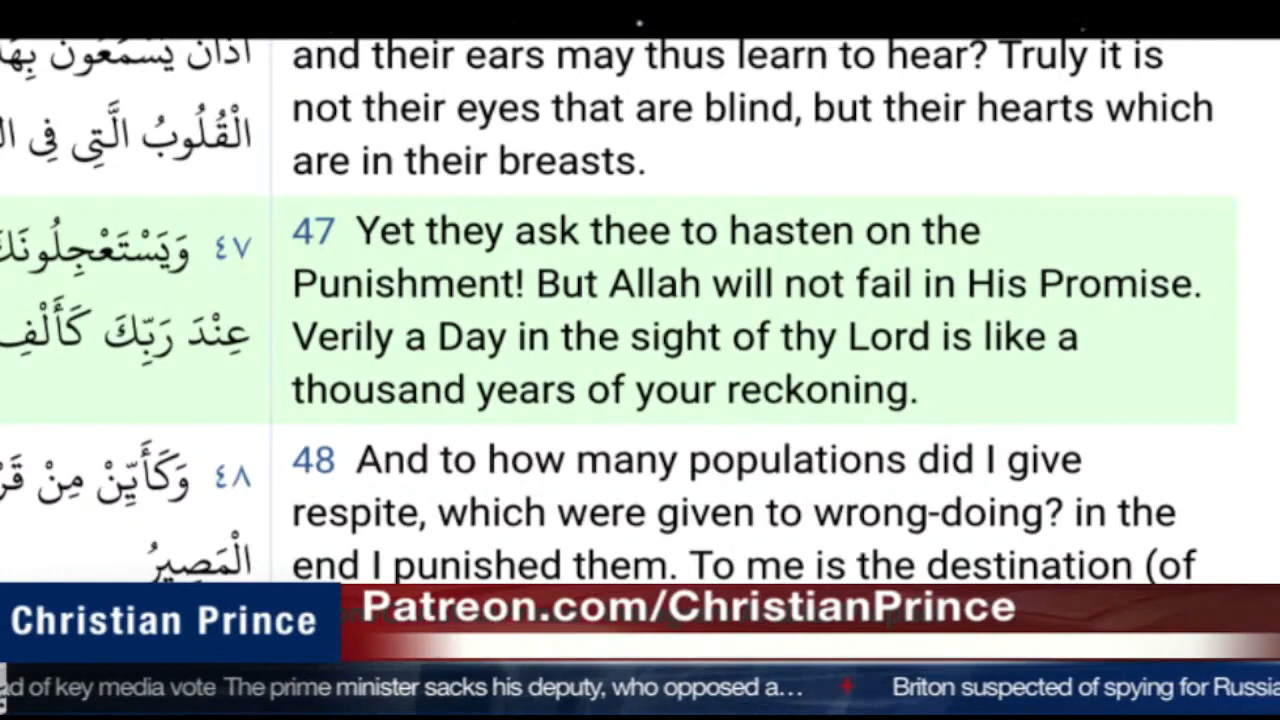 and their ears may thus learn to hear? Truly it is
not their eyes that are blind, but their hearts which
are in their breasts.
آذَانٌ يَسْمَعُونَ
الْقُلُوبُ الَّتِي فِي
47 Yet they ask thee to hasten on the
Punishment! But Allah will not fail in His Promise.
Verily a Day in the sight of thy Lord is like a
thousand years of your reckoning.
٤٧ وَيَسْتَعْجِلُونَكَ
عِنْدَ رَبِّكَ كَأَلْفِ
48 And to how many populations did I give
respite, which were given to wrong-doing? in the
end I punished them. To me is the destination (of
٤٨ وَكَأَيِّنْ مِنْ
الْمَصِيرُ
Christian Prince
Patreon.com/ChristianPrince
of key media vote The prime minister sacks his deputy, who opposed a... Briton suspected of spying for Russia